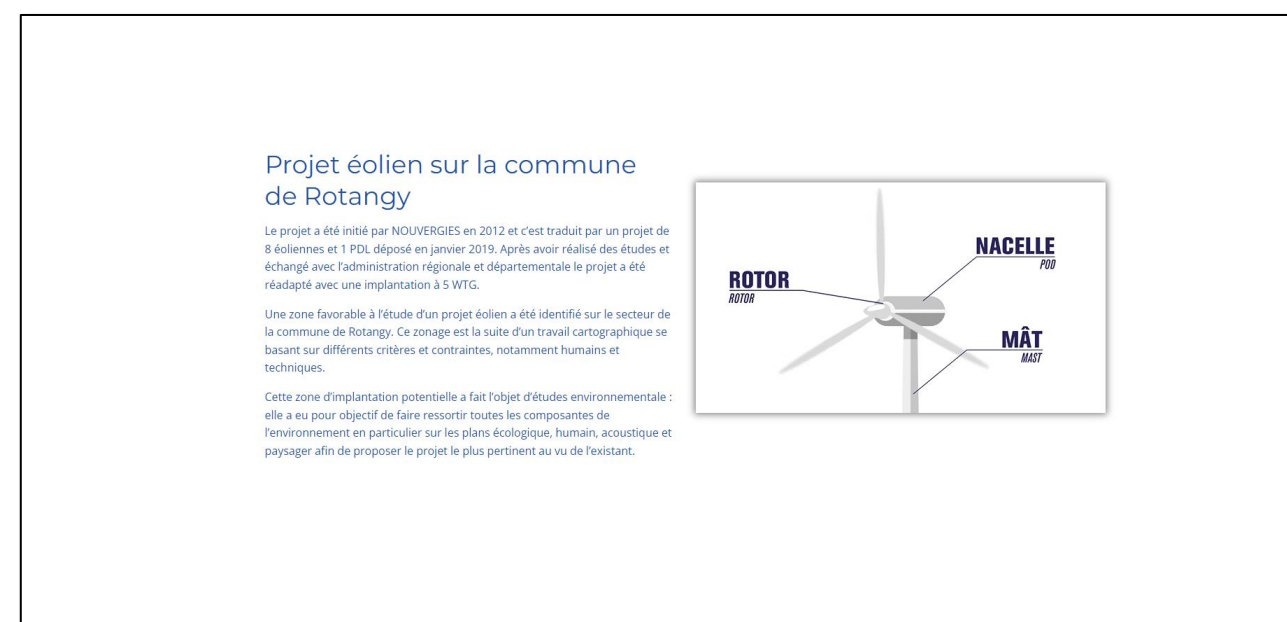 Projet éolien sur la commune
de Rotangy
Le projet a été initié par NOUVERGIES en 2012 et c’est traduit par un projet de
8 éoliennes et 1 PDL déposé en janvier 2019. Après avoir réalisé des études et
échangé avec l’administration régionale et départementale le projet a été
réadapté avec une implantation à 5 WTG.
Une zone favorable à l’étude d’un projet éolien a été identifié sur le secteur de
la commune de Rotangy. Ce zonage est la suite d’un travail cartographique se
basant sur différents critères et contraintes, notamment humains et
techniques.
Cette zone d’implantation potentielle a fait l’objet d’études environnementale :
elle a eu pour objectif de faire ressortir toutes les composantes de
l’environnement en particulier sur les plans écologique, humain, acoustique et
paysager afin de proposer le projet le plus pertinent au vu de l’existant.
NACELLE
POD
ROTOR
ROTOR
MÂT
MAST